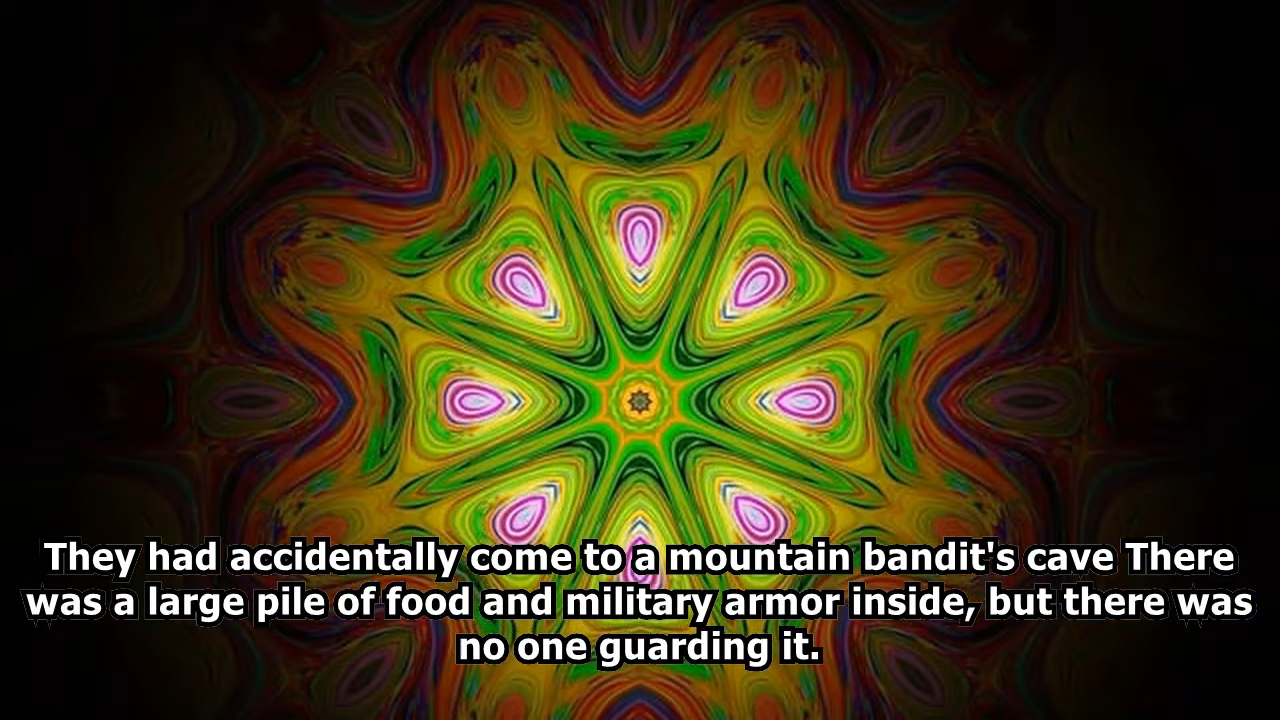 They had accidentally come to a mountain bandit's cave There
was a large pile of food and military armor inside, but there was
no one guarding it.